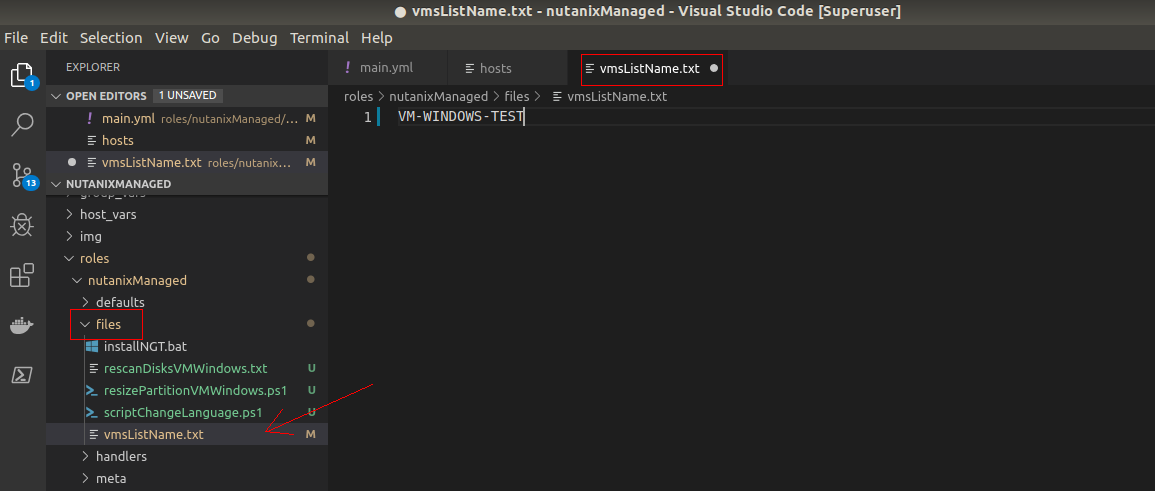 ● vmsListName.txt - nutanixManaged - Visual Studio Code [Superuser]
File Edit Selection View Go Debug Terminal Help
EXPLORER
OPEN EDITORS 1 UNSAVED
main.yml roles/nutanixManaged/... M
hosts
vmsListName.txt roles/nutanix... M
NUTANIXMANAGED
group_vars
host_vars
img
roles
nutanixManaged
defaults
files
installNGT.bat
rescanDisksVMWindows.txt U
resizePartitionVMWindows.ps1 U
scriptChangeLanguage.ps1 U
vmsListName.txt M
handlers
meta
1
13
! main.yml
hosts
vmsListName.txt ●
roles > nutanixManaged > files > vmsListName.txt
1 VM-WINDOWS-TEST